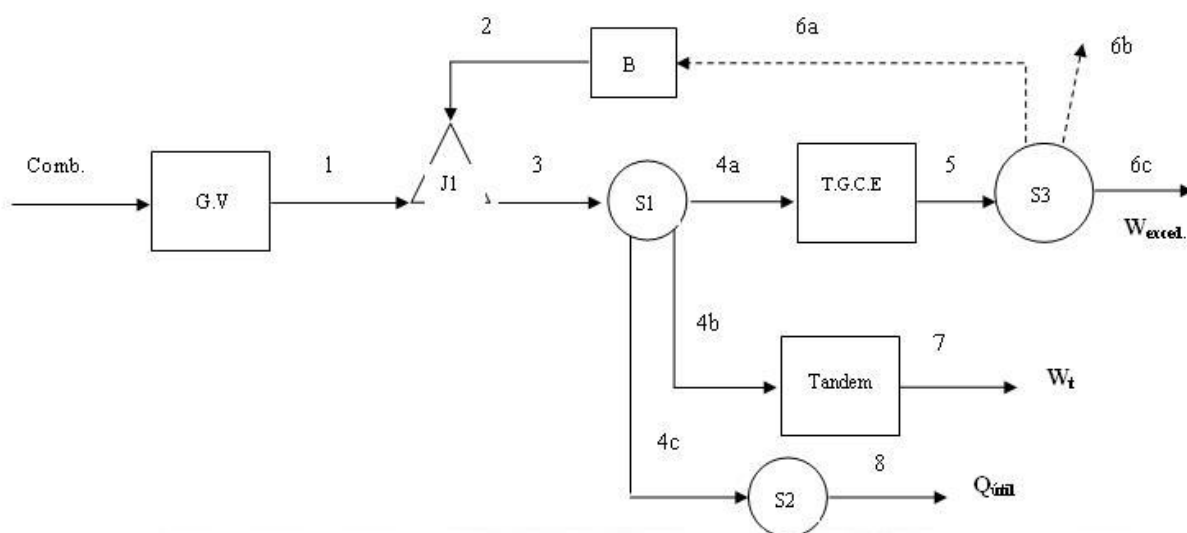 2
6a
6b
B
Comb.
G.V
1
J1
3
S1
4a
T.G.C.E
5
S3
6c
Wexced.
4b
Tandem
7
Wt
4c
S2
8
Qútil